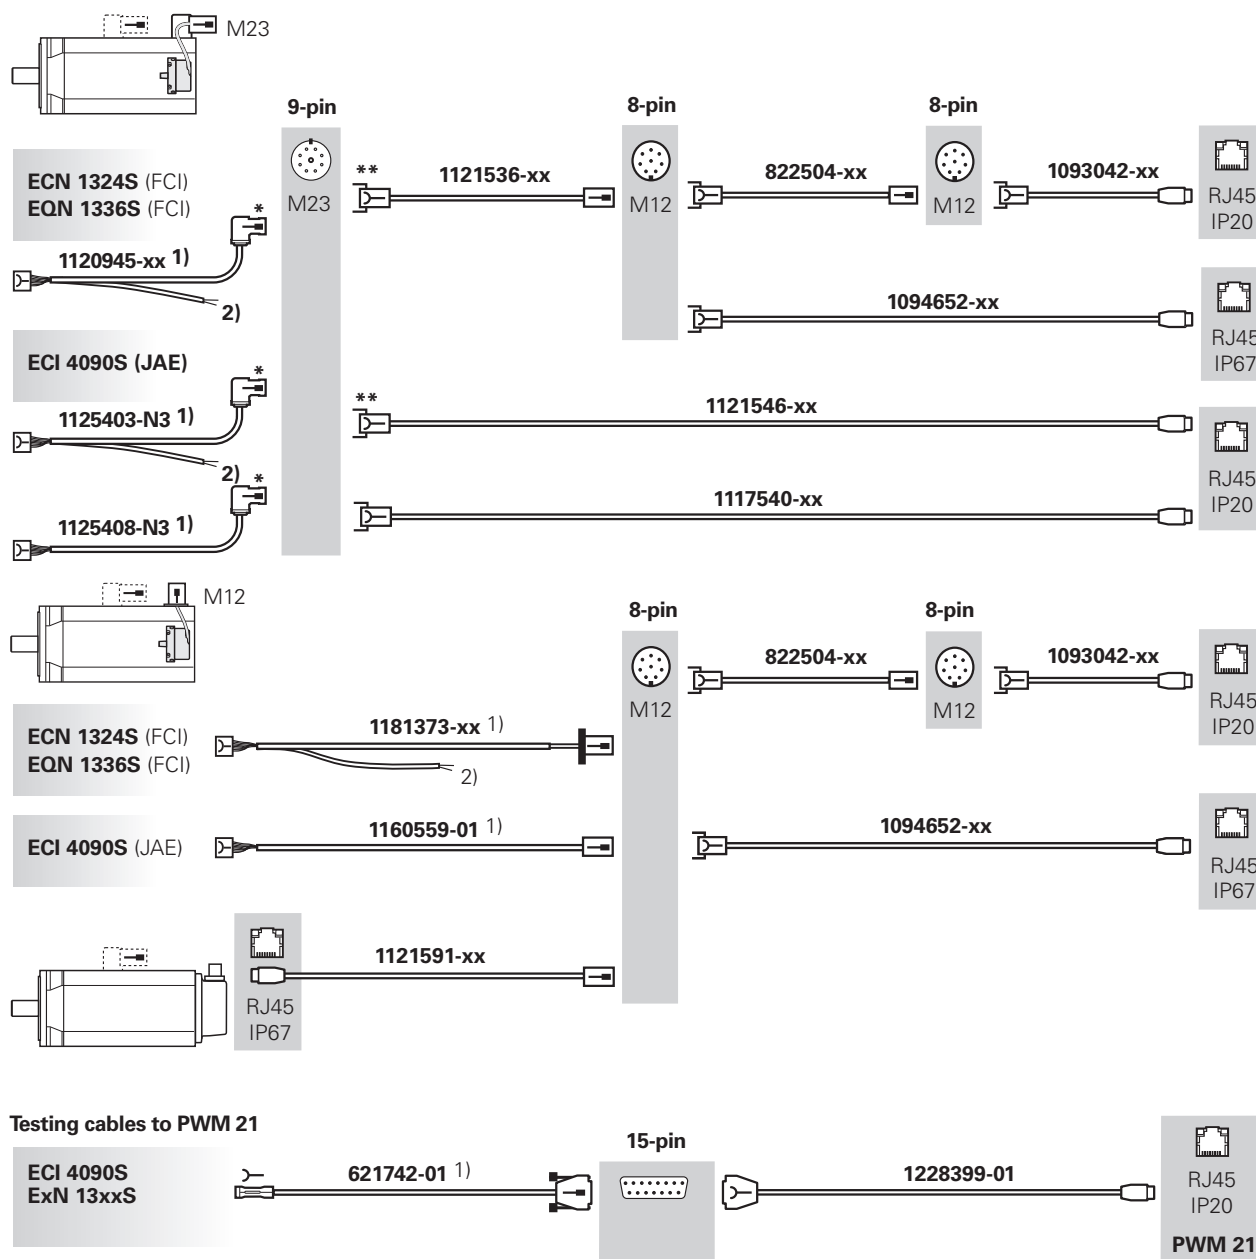 M23
9-pin
8-pin
8-pin
ECN 1324S (FCI)
EQN 1336S (FCI)
*
M23
**
1121536-xx
M12
822504-xx
M12
1093042-xx
RJ45
IP20
1120945-xx 1)
2)
1094652-xx
RJ45
IP67
ECI 4090S (JAE)
*
1125403-N3 1)
2)
**
1121546-xx
RJ45
IP20
*
1125408-N3 1)
1117540-xx
M12
8-pin
8-pin
M12
822504-xx
M12
1093042-xx
RJ45
IP20
ECN 1324S (FCI)
EQN 1336S (FCI)
1181373-xx 1)
2)
ECI 4090S (JAE)
1160559-01 1)
1094652-xx
RJ45
IP67
RJ45
IP67
1121591-xx
Testing cables to PWM 21
15-pin
ECI 4090S
ExN 13xxS
621742-01 1)
1228399-01
RJ45
IP20
PWM 21